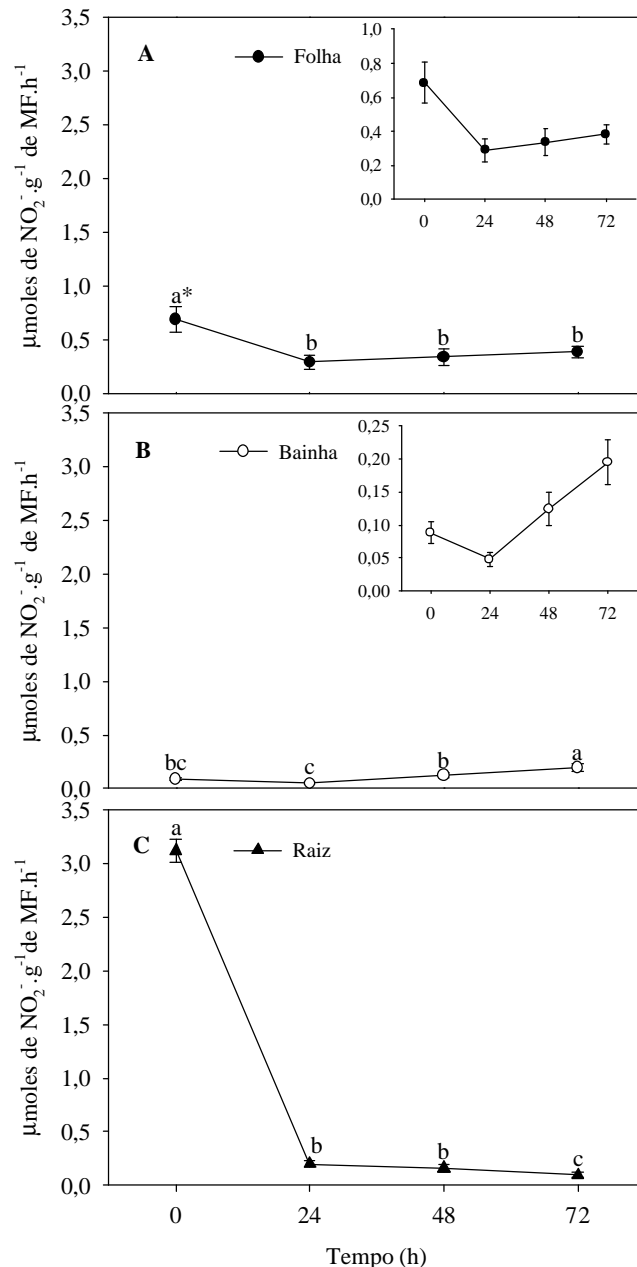 A
Folha
3,5
3,0
2,5
2,0
1,5
1,0
0,5
0,0
µmoles de NO₂⁻.g⁻¹ de MF.h⁻¹
1,0
0,8
0,6
0,4
0,2
0,0
0 24 48 72
a* b b b
B
Bainha
3,5
3,0
2,5
2,0
1,5
1,0
0,5
0,0
µmoles de NO₂⁻.g⁻¹ de MF.h⁻¹
0,25
0,20
0,15
0,10
0,05
0,00
0 24 48 72
bc c b a
C
Raiz
3,5
3,0
2,5
2,0
1,5
1,0
0,5
0,0
µmoles de NO₂⁻.g⁻¹de MF.h⁻¹
a b b c
0 24 48 72
Tempo (h)